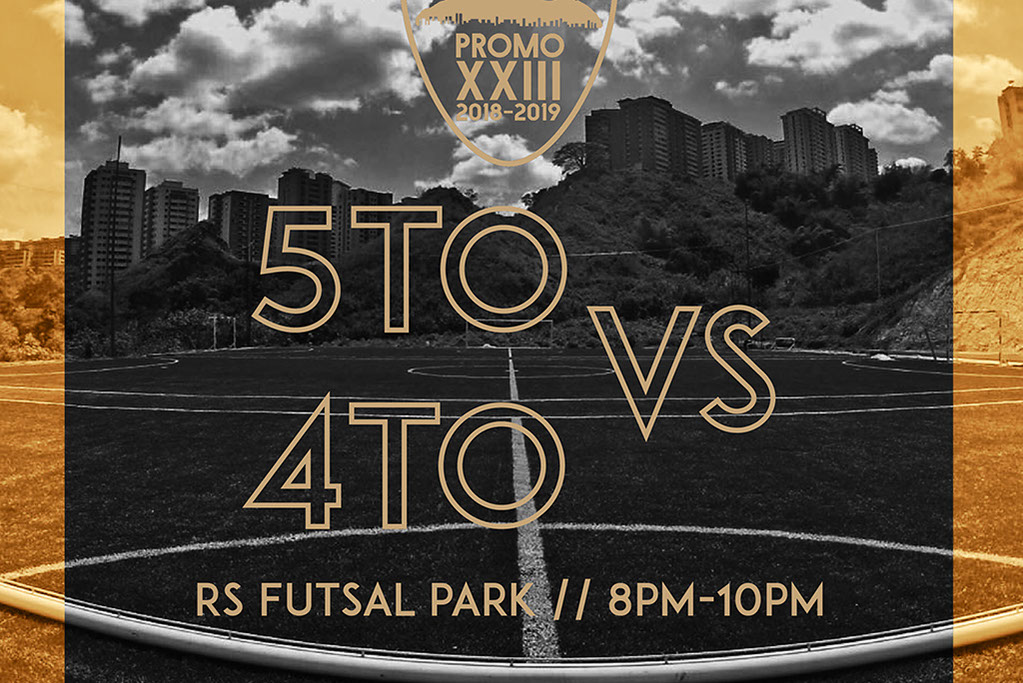 PROMO
XXIII
2018-2019
5TO
VS
4TO
RS FUTSAL PARK // 8PM-10PM